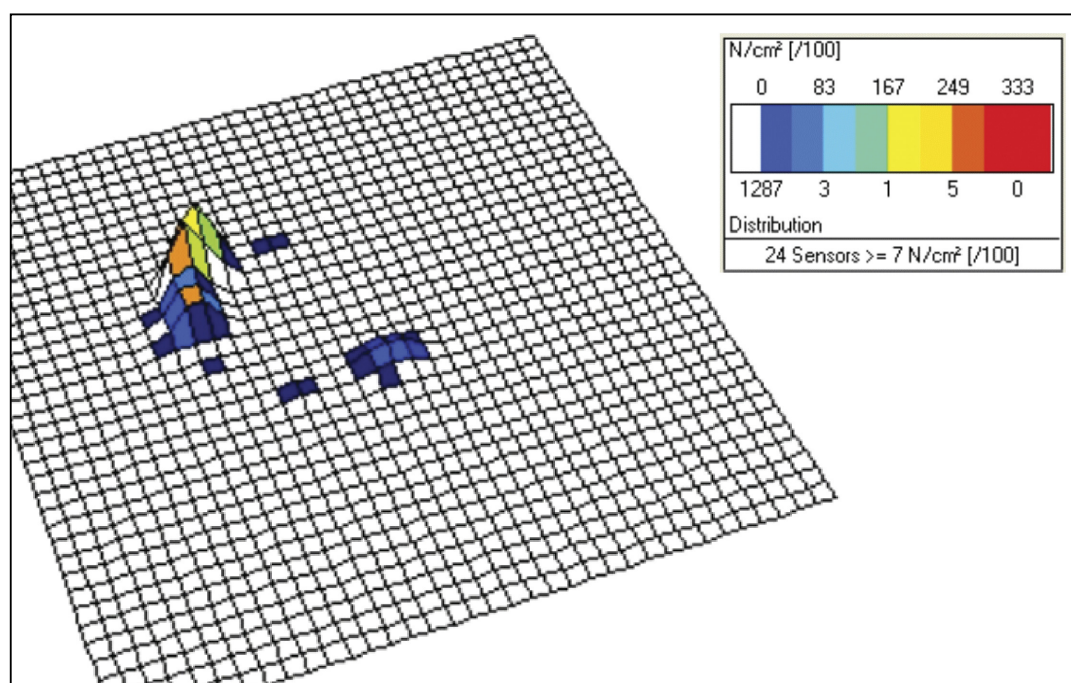 N/cm² [/100]
0 83 167 249 333
1287 3 1 5 0
Distribution
24 Sensors >= 7 N/cm² [/100]